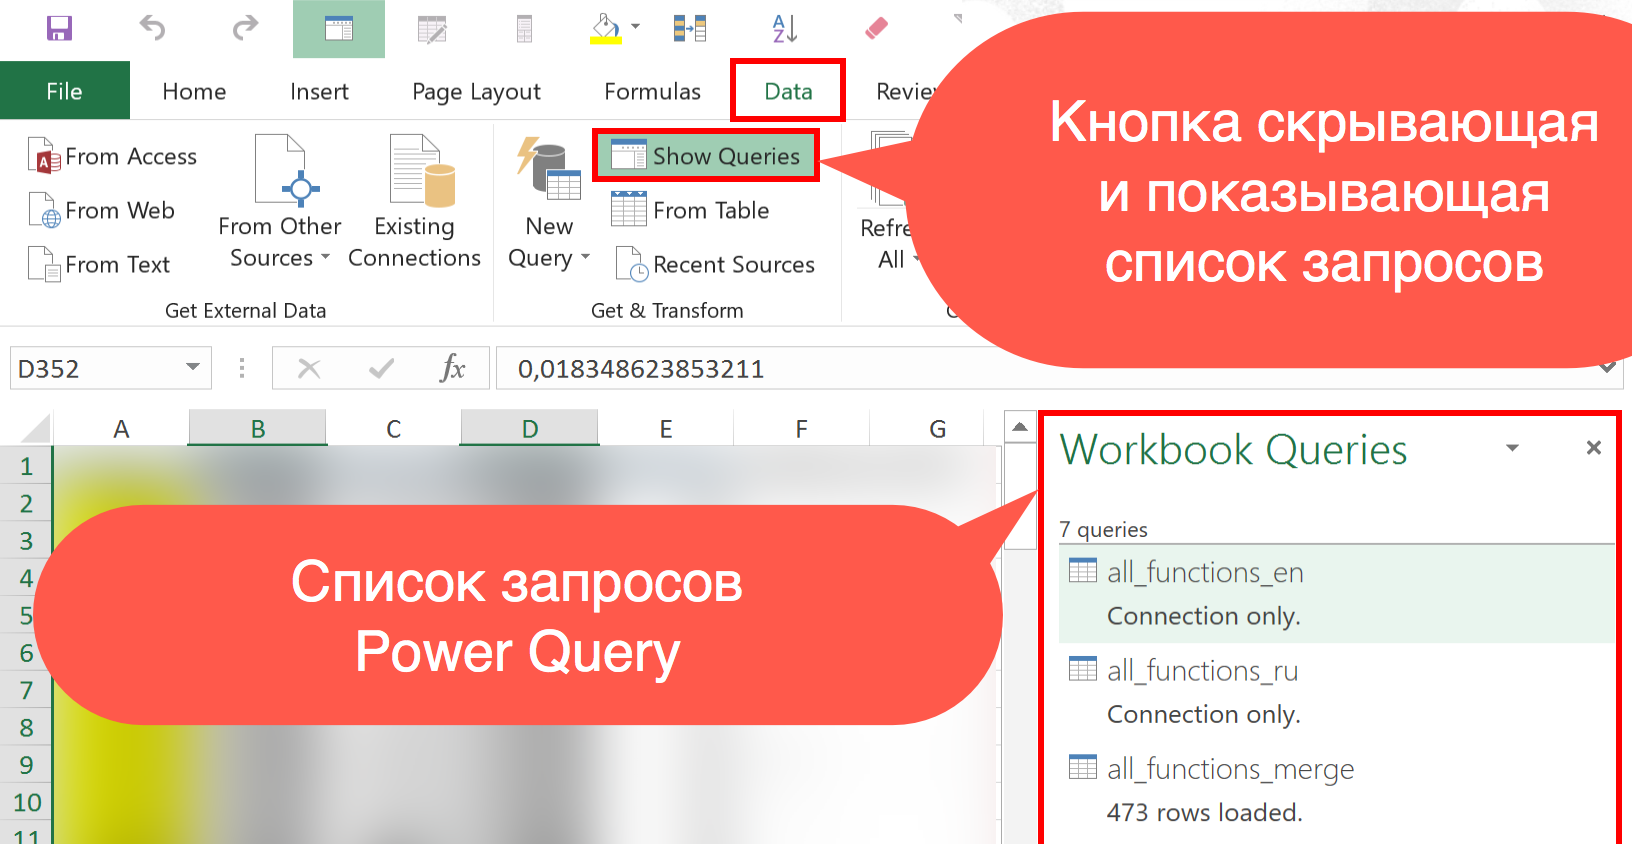 File Home Insert Page Layout Formulas Data
From Access
From Web
From Text
From Other
Sources
Existing
Connections
Get External Data
New
Query
Show Queries
From Table
Recent Sources
Get & Transform
All
Кнопка скрывающая
и показывающая
список запросов
D352
fx
0,018348623853211
A B C D E F G
1
2
3
4
5
6
7
8
9
10
11
Список запросов
Power Query
Workbook Queries
7 queries
all_functions_en
Connection only.
all_functions_ru
Connection only.
all_functions_merge
473 rows loaded.